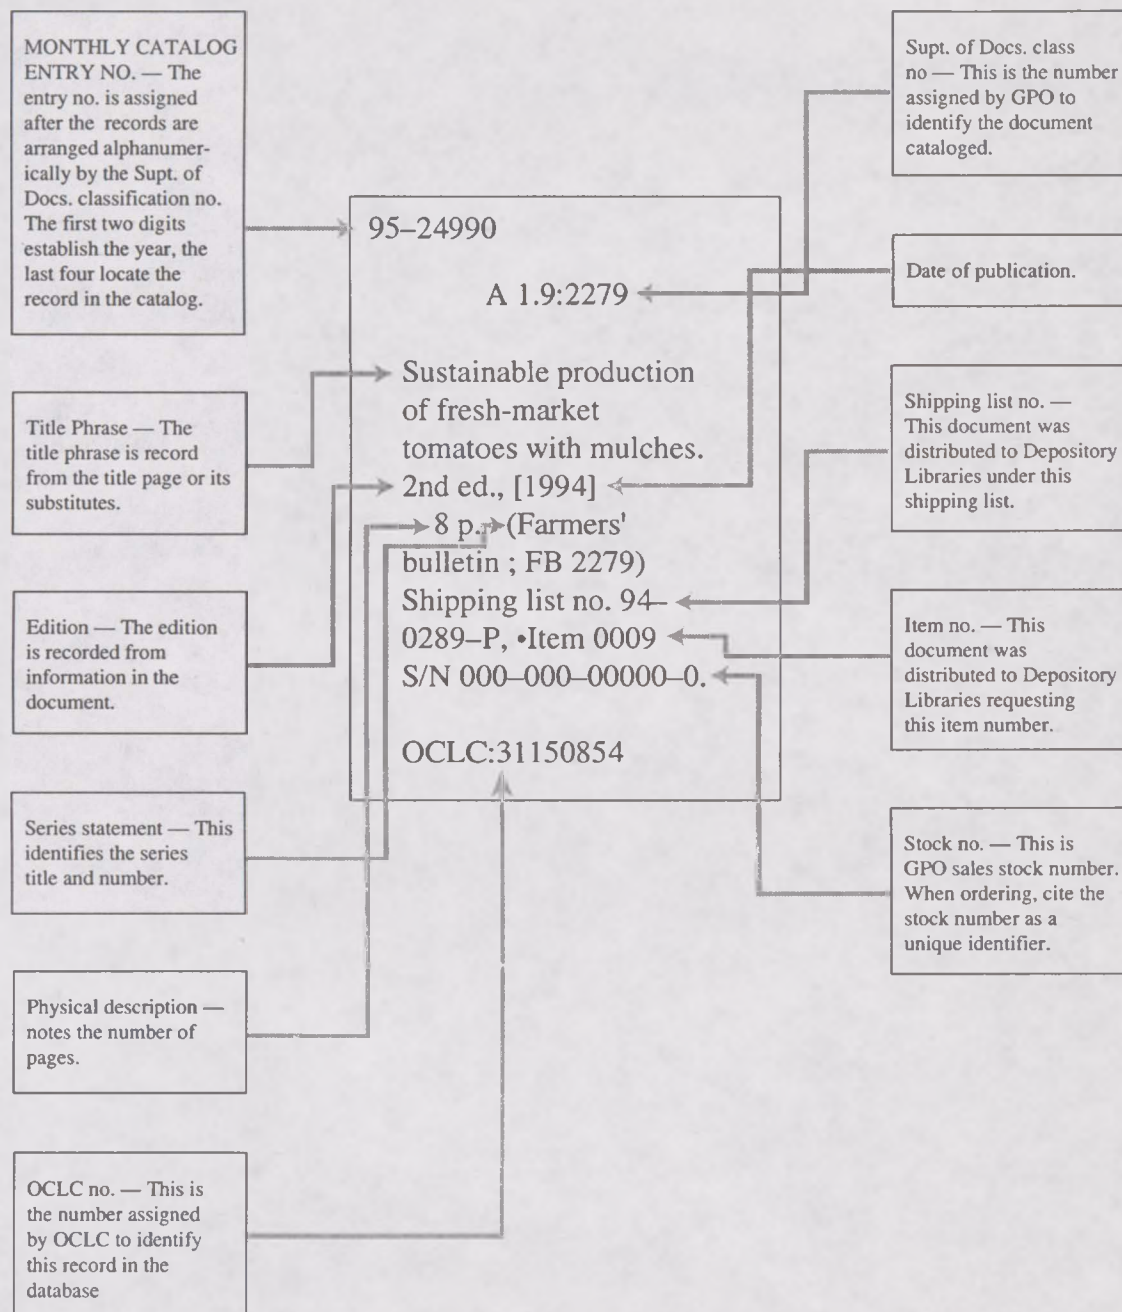 MONTHLY CATALOG
ENTRY NO. — The
entry no. is assigned
after the records are
arranged alphanumer-
ically by the Supt. of
Docs. classification no.
The first two digits
establish the year, the
last four locate the
record in the catalog.
Title Phrase — The
title phrase is record
from the title page or its
substitutes.
Edition — The edition
is recorded from
information in the
document.
Series statement — This
identifies the series
title and number.
Physical description —
notes the number of
pages.
OCLC no. — This is
the number assigned
by OCLC to identify
this record in the
database
95–24990
A 1.9:2279
Sustainable production
of fresh-market
tomatoes with mulches.
2nd ed., [1994]
8 p. (Farmers'
bulletin ; FB 2279)
Shipping list no. 94–
0289–P, •Item 0009
S/N 000–000–00000–0.
OCLC:31150854
Supt. of Docs. class
no — This is the number
assigned by GPO to
identify the document
cataloged.
Date of publication.
Shipping list no. —
This document was
distributed to Depository
Libraries under this
shipping list.
Item no. — This
document was
distributed to Depository
Libraries requesting
this item number.
Stock no. — This is
GPO sales stock number.
When ordering, cite the
stock number as a
unique identifier.